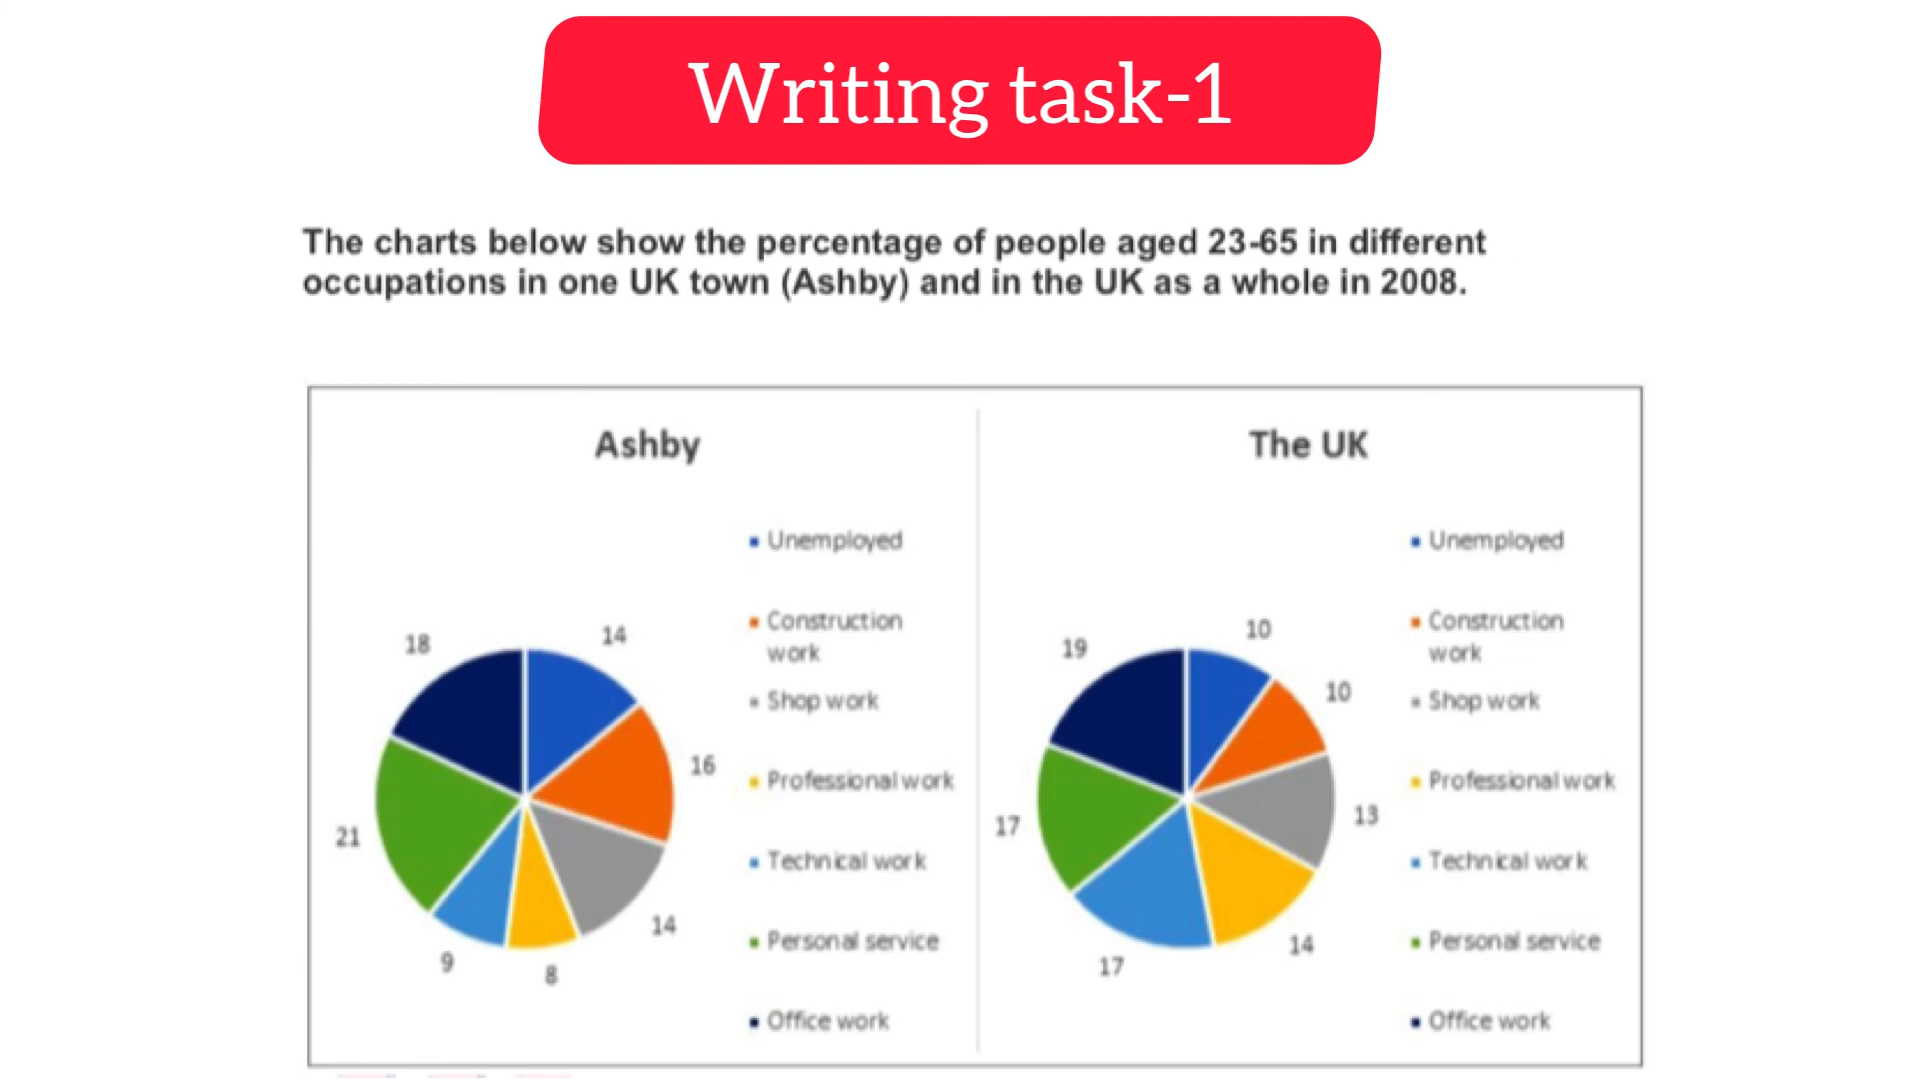 Writing task-1
The charts below show the percentage of people aged 23-65 in different
occupations in one UK town (Ashby) and in the UK as a whole in 2008.
Ashby
18
14
16
21
14
9
8
Unemployed
Construction
work
Shop work
Professional work
Technical work
Personal service
Office work
The UK
19
10
10
13
17
14
17
Unemployed
Construction
work
Shop work
Professional work
Technical work
Personal service
Office work